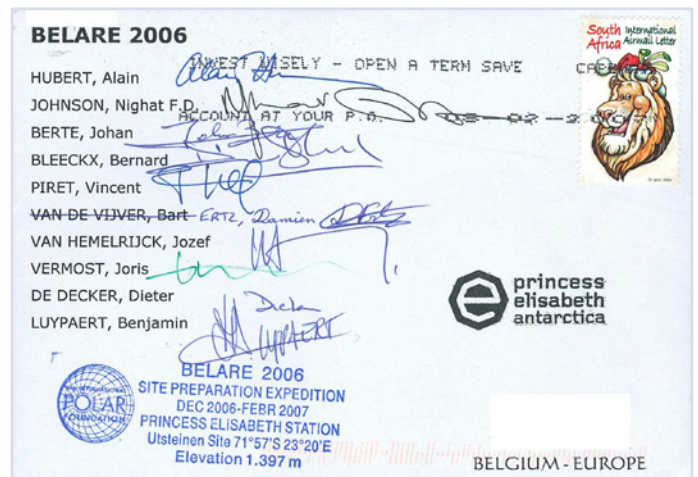 BELARE 2006
South Africa
International Airmail Letter
INVEST WISELY - OPEN A TERM SAVE
ACCOUNT AT YOUR P.O.
HUBERT, Alain
JOHNSON, Nighat F.D.
BERTE, Johan
BLEECKX, Bernard
PIRET, Vincent
VAN DE VIJVER, Bart ERTZ, Damien
VAN HEMELRIJCK, Jozef
VERMOST, Joris
DE DECKER, Dieter
LUYPAERT, Benjamin
princess
elisabeth
antarctica
POLAR
FOUNDATION
BELARE 2006
SITE PREPARATION EXPEDITION
DEC 2006-FEBR 2007
PRINCESS ELISABETH STATION
Utsteinen Site 71°57'S 23°20'E
Elevation 1.397 m
BELGIUM - EUROPE